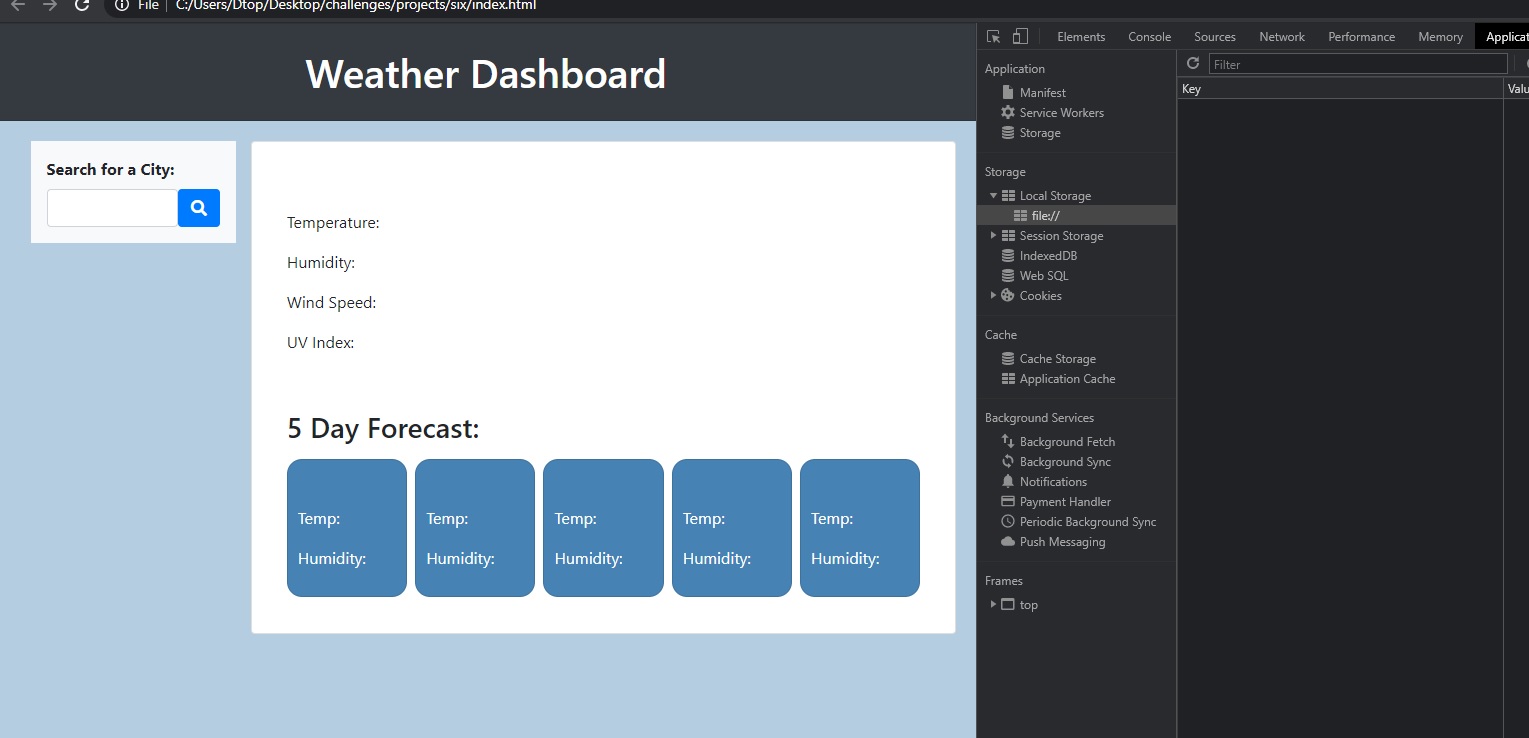 File C:/Users/Dtop/Desktop/challenges/projects/six/index.html
Weather Dashboard
Search for a City:
Temperature:
Humidity:
Wind Speed:
UV Index:
5 Day Forecast:
Temp: Temp: Temp: Temp: Temp:
Humidity: Humidity: Humidity: Humidity: Humidity:
Elements Console Sources Network Performance Memory Applicat
Application
Manifest
Service Workers
Storage
Storage
Local Storage
file://
Session Storage
IndexedDB
Web SQL
Cookies
Cache
Cache Storage
Application Cache
Background Services
Background Fetch
Background Sync
Notifications
Payment Handler
Periodic Background Sync
Push Messaging
Frames
top
Filter
Key Valu